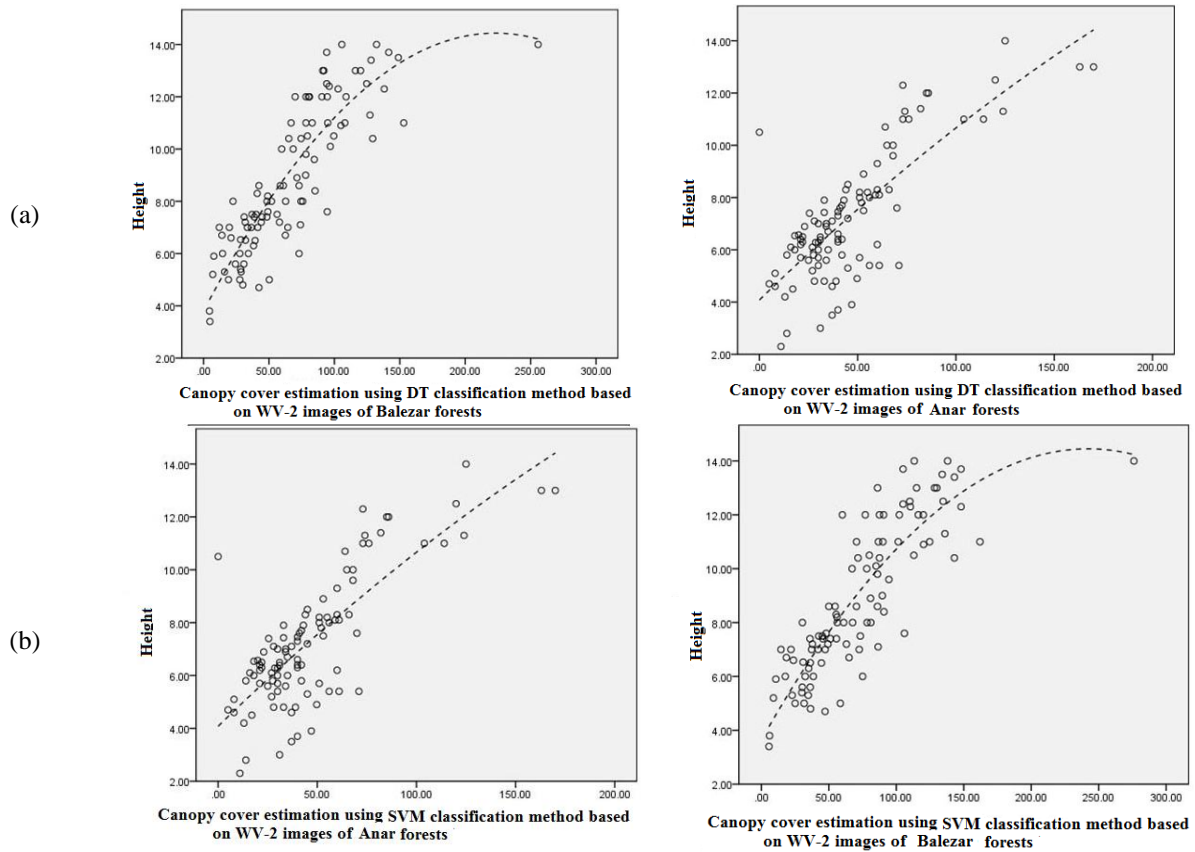 (a)
Height
14.00
12.00
10.00
8.00
6.00
4.00
2.00
.00 50.00 100.00 150.00 200.00 250.00 300.00
Canopy cover estimation using DT classification method based
on WV-2 images of Balezar forests
Height
14.00
12.00
10.00
8.00
6.00
4.00
2.00
.00 50.00 100.00 150.00 200.00
Canopy cover estimation using DT classification method based
on WV-2 images of Anar forests
(b)
Height
14.00
12.00
10.00
8.00
6.00
4.00
2.00
.00 50.00 100.00 150.00 200.00
Canopy cover estimation using SVM classification method based
on WV-2 images of Anar forests
Height
14.00
12.00
10.00
8.00
6.00
4.00
2.00
.00 50.00 100.00 150.00 200.00 250.00 300.00
Canopy cover estimation using SVM classification method based
on WV-2 images of Balezar forests